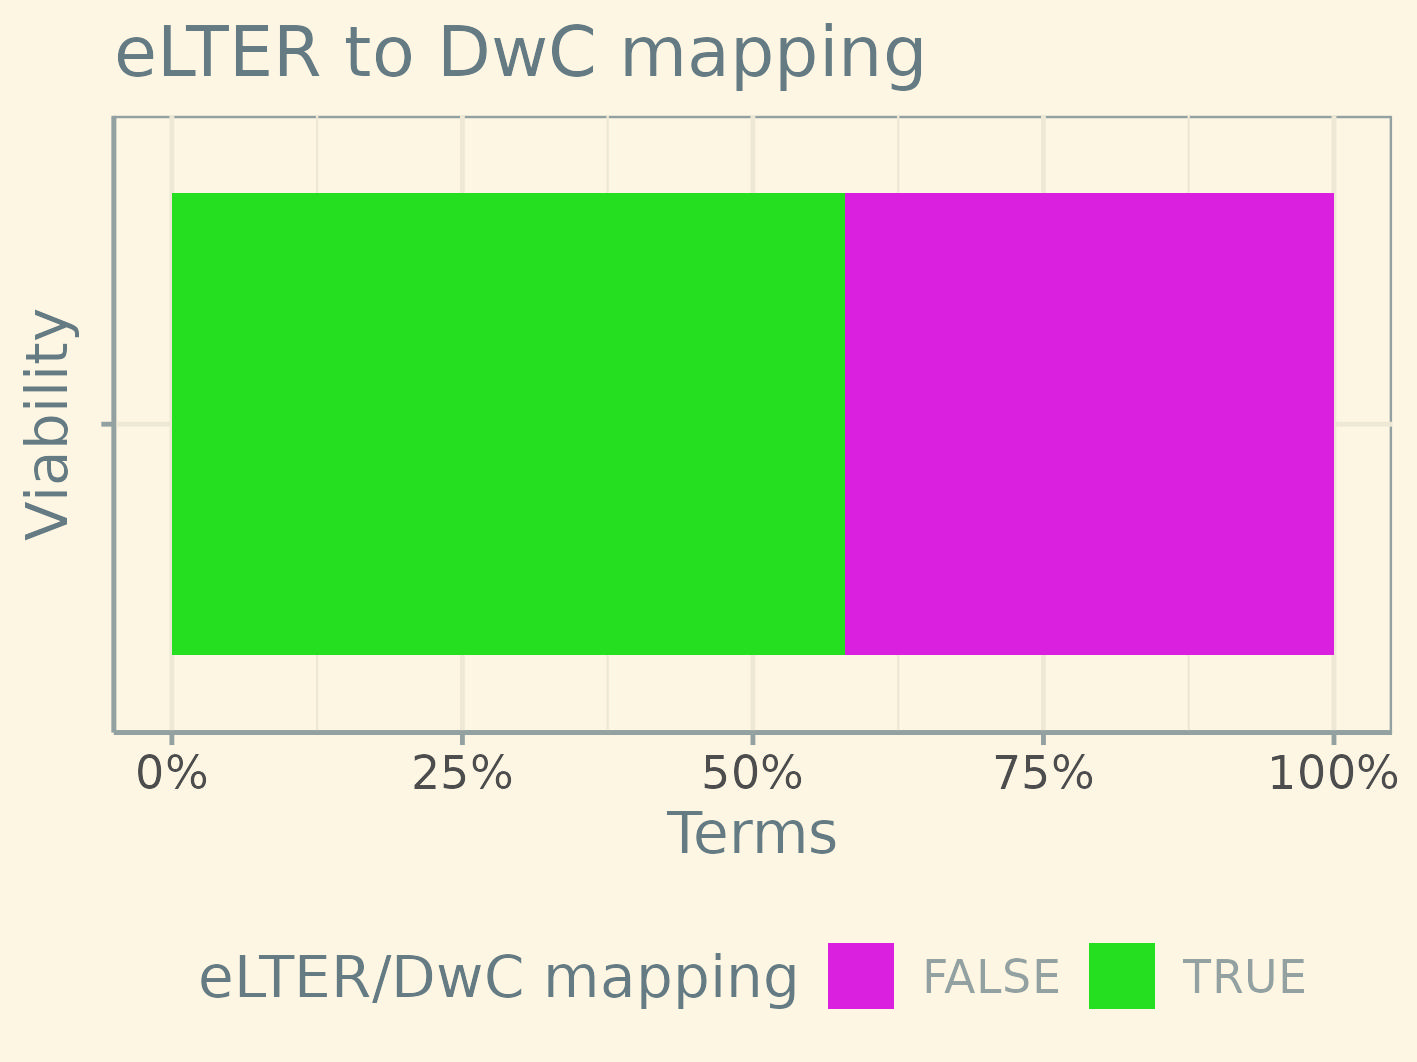 eLTER to DwC mapping
Viability
0% 25% 50% 75% 100%
Terms
eLTER/DwC mapping FALSE TRUE